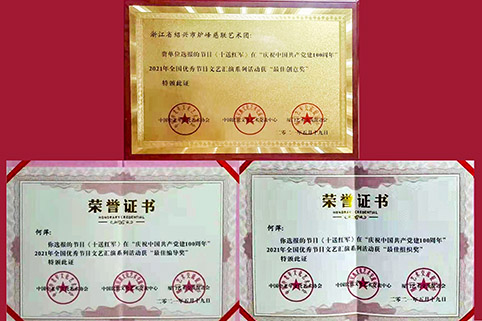 浙江省绍兴市炉峰慈联艺术团:
贵单位选报的节目《十送红军》在“庆祝中国共产党建100周年”
2021年全国优秀节目文艺汇演系列活动获“最佳创意奖”
特颁此证
二〇二一年五月十九日
荣誉证书
HONORARY CREDENTIAL
何萍:
你选报的节目《十送红军》在“庆祝中国共产党建100周年”
2021年全国优秀节目文艺汇演系列活动获“最佳编导奖”
特颁此证
二〇二一年五月十九日
荣誉证书
HONORARY CREDENTIAL
何萍:
你选报的节目《十送红军》在“庆祝中国共产党建100周年”
2021年全国优秀节目文艺汇演系列活动获“最佳组织奖”
特颁此证
二〇二一年五月十九日